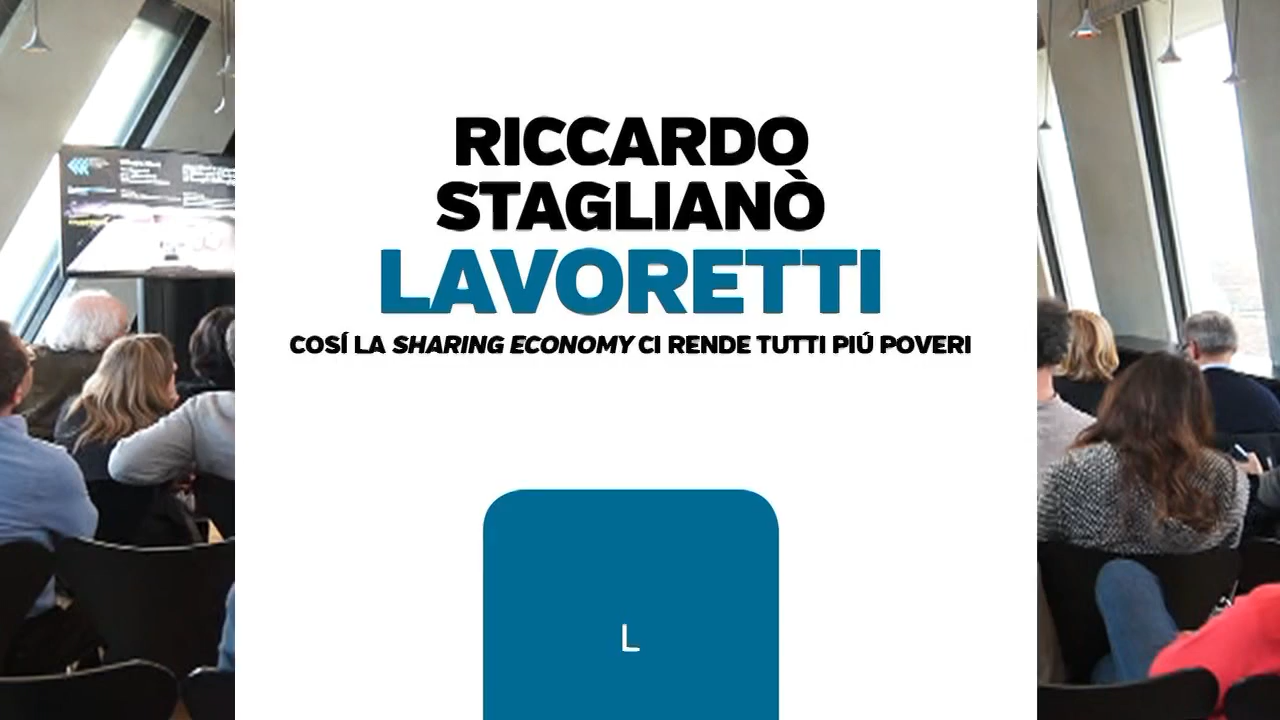 RICCARDO
STAGLIANÒ
LAVORETTI
COSÍ LA SHARING ECONOMY CI RENDE TUTTI PIÚ POVERI
L